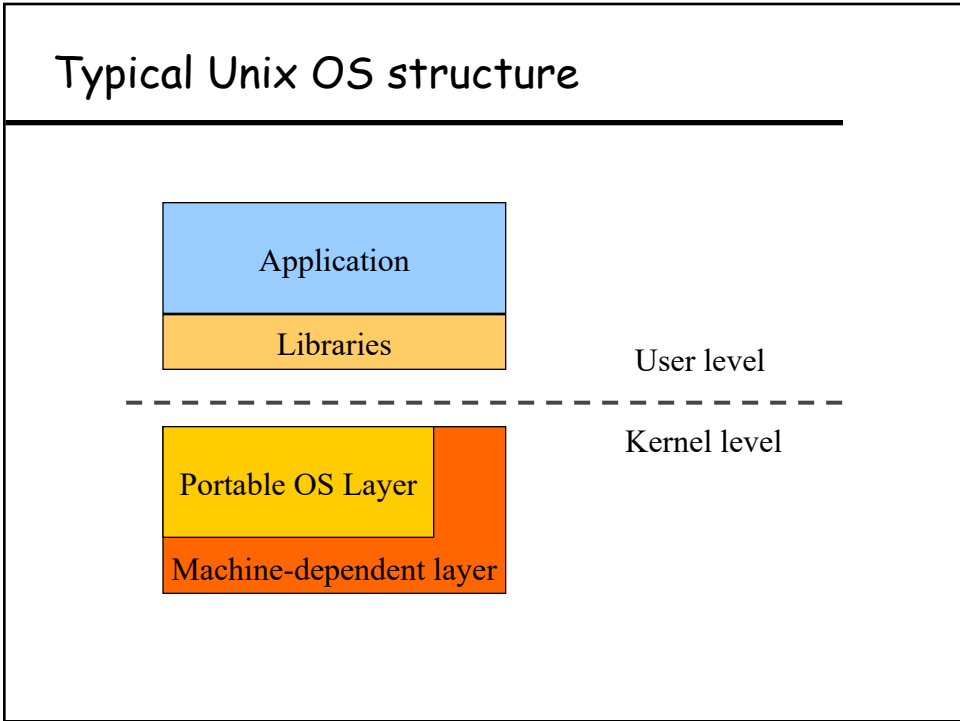 Typical Unix OS structure
Application
Libraries
User level
Kernel level
Portable OS Layer
Machine-dependent layer